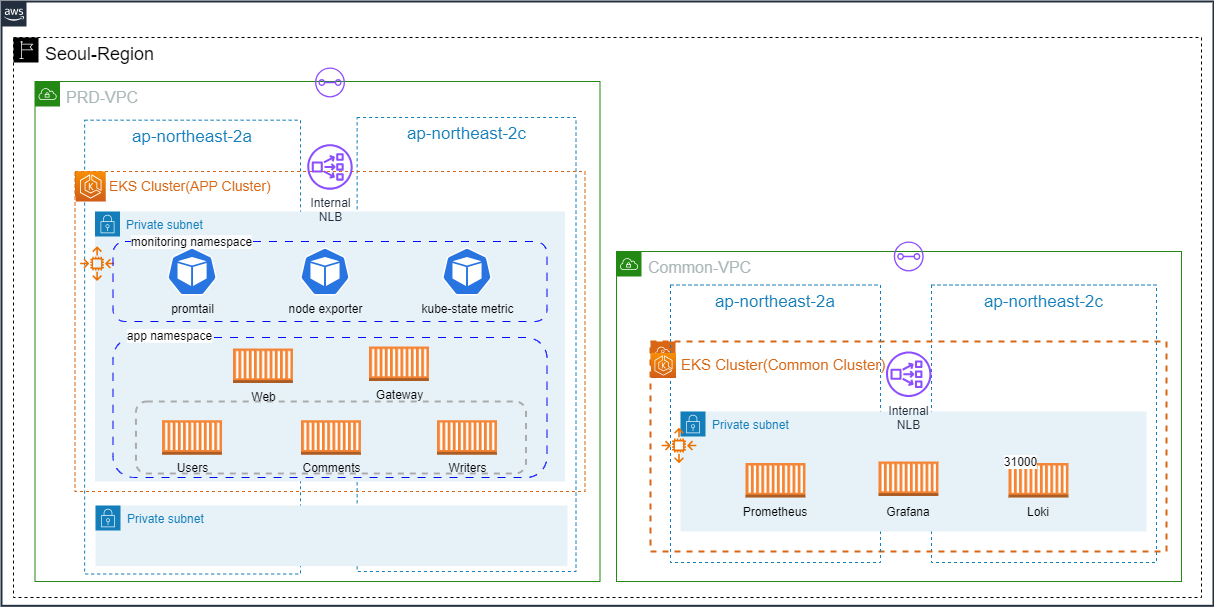 aws
Seoul-Region
PRD-VPC
ap-northeast-2a
ap-northeast-2c
Internal
NLB
EKS Cluster(APP Cluster)
Private subnet
monitoring namespace
promtail
node exporter
kube-state metric
app namespace
Web
Gateway
Users
Comments
Writers
Private subnet
Common-VPC
ap-northeast-2a
ap-northeast-2c
EKS Cluster(Common Cluster)
Internal
NLB
Private subnet
31000
Prometheus
Grafana
Loki